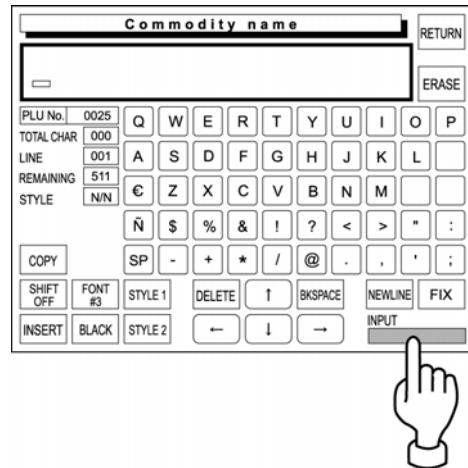 Commodity name
RETURN
ERASE
PLU No. 0025
TOTAL CHAR 000
LINE 001
REMAINING 511
STYLE N/N
Q W E R T Y U I O P
A S D F G H J K L
€ Z X C V B N M
Ñ $ % & ! ? < > " :
COPY SP - + * / @ . , ' ;
SHIFT OFF FONT #3 STYLE 1 DELETE ↑ BKSPACE NEWLINE FIX
INSERT BLACK STYLE 2 ← ↓ → INPUT